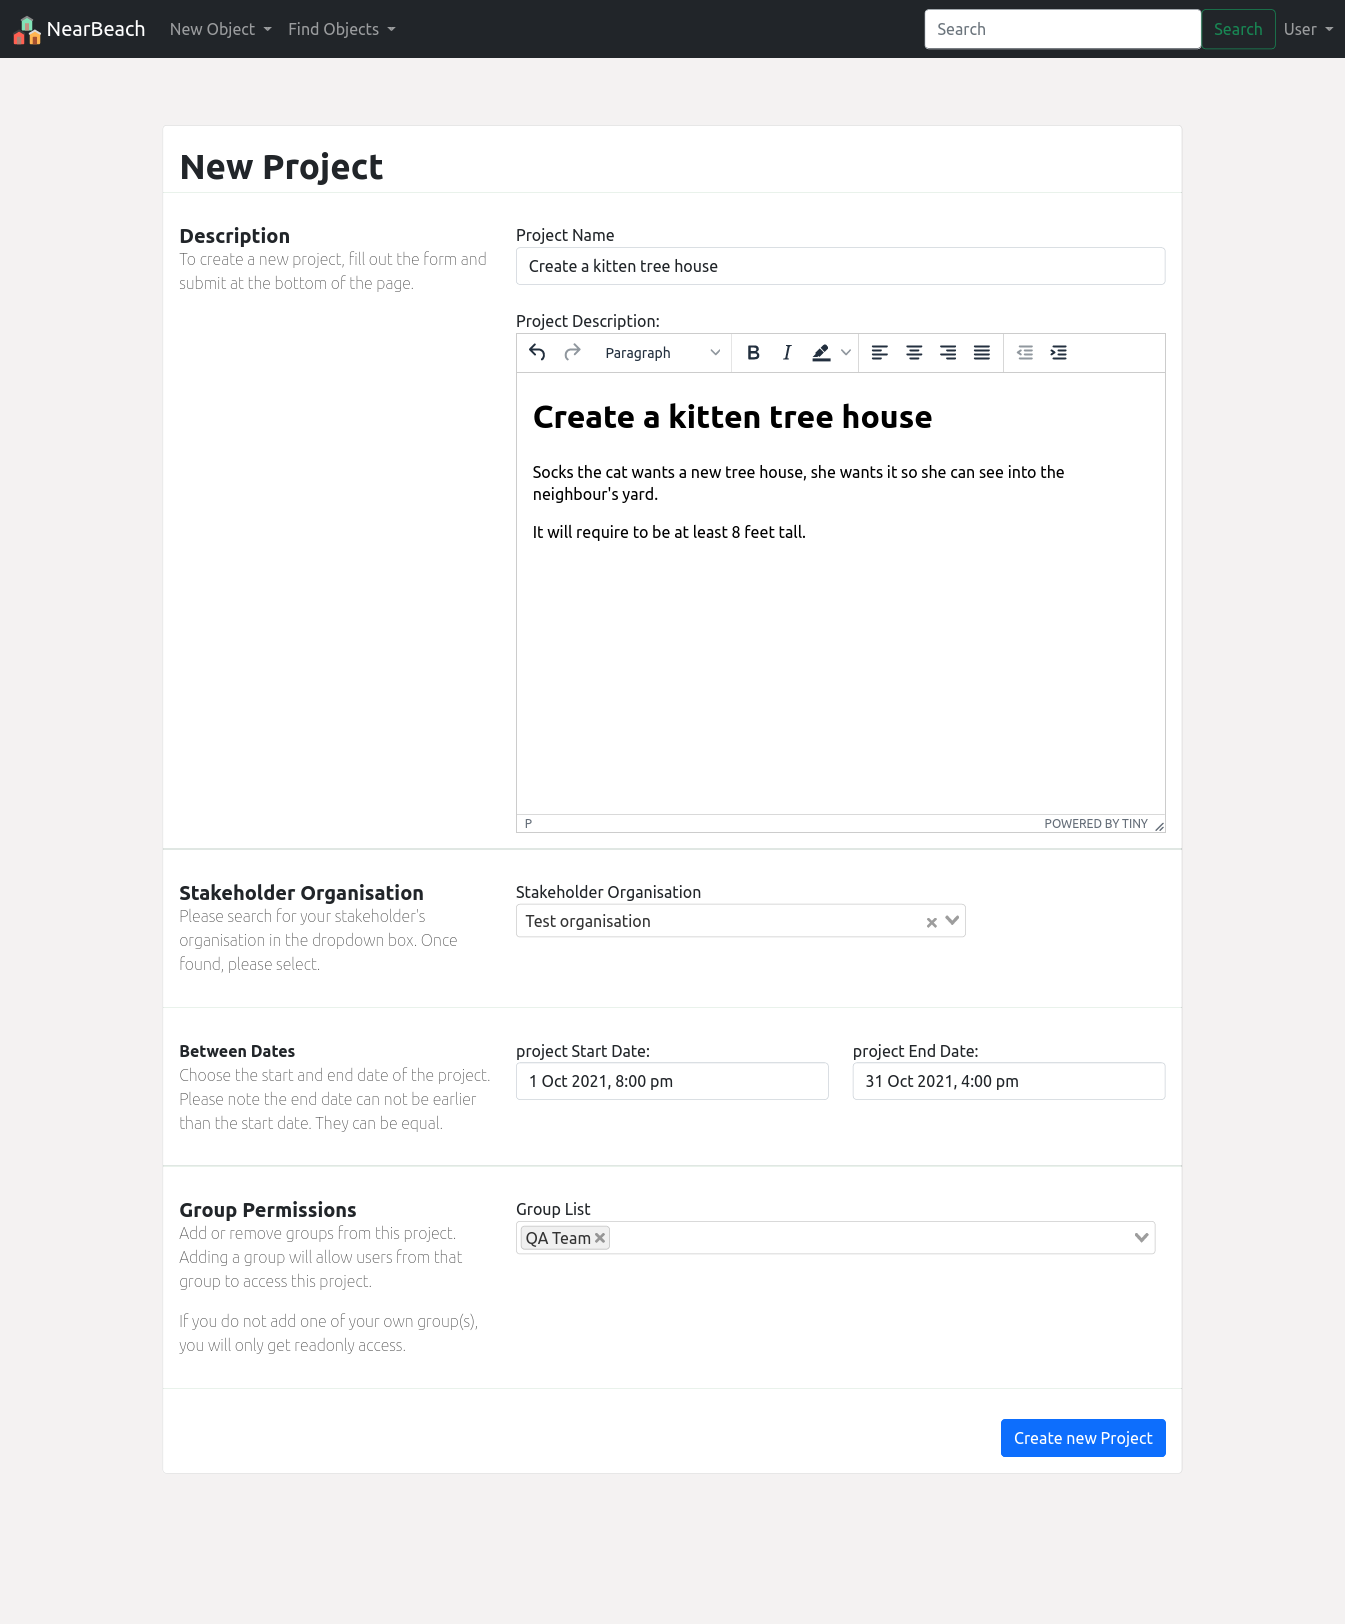 NearBeach New Object Find Objects Search Search User
New Project
Description
To create a new project, fill out the form and
submit at the bottom of the page.
Project Name
Create a kitten tree house
Project Description:
Paragraph B I
Create a kitten tree house
Socks the cat wants a new tree house, she wants it so she can see into the
neighbour's yard.
It will require to be at least 8 feet tall.
P POWERED BY TINY
Stakeholder Organisation
Please search for your stakeholder's
organisation in the dropdown box. Once
found, please select.
Stakeholder Organisation
Test organisation
Between Dates
Choose the start and end date of the project.
Please note the end date can not be earlier
than the start date. They can be equal.
project Start Date:
1 Oct 2021, 8:00 pm
project End Date:
31 Oct 2021, 4:00 pm
Group Permissions
Add or remove groups from this project.
Adding a group will allow users from that
group to access this project.
If you do not add one of your own group(s),
you will only get readonly access.
Group List
QA Team
Create new Project